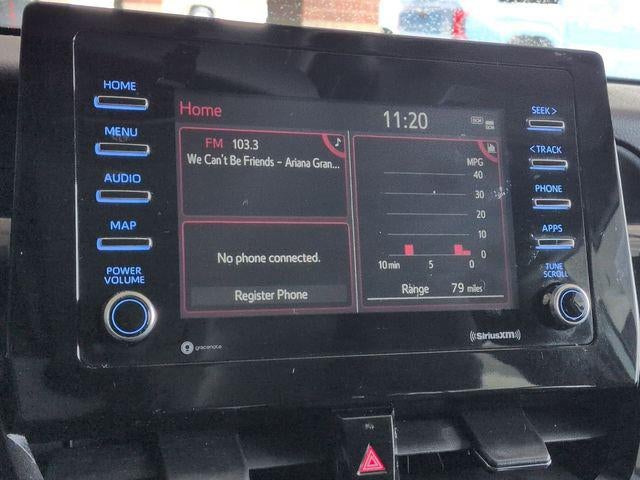 HOME
MENU
AUDIO
MAP
POWER
VOLUME
Home
11:20
FM 103.3
We Can't Be Friends - Ariana Gran...
No phone connected.
Register Phone
MPG
40
30
20
10
0
10 min 5 0
Range 79 miles
gracenote
SiriusXM
SEEK >
< TRACK
PHONE
APPS
TUNE
SCROLL